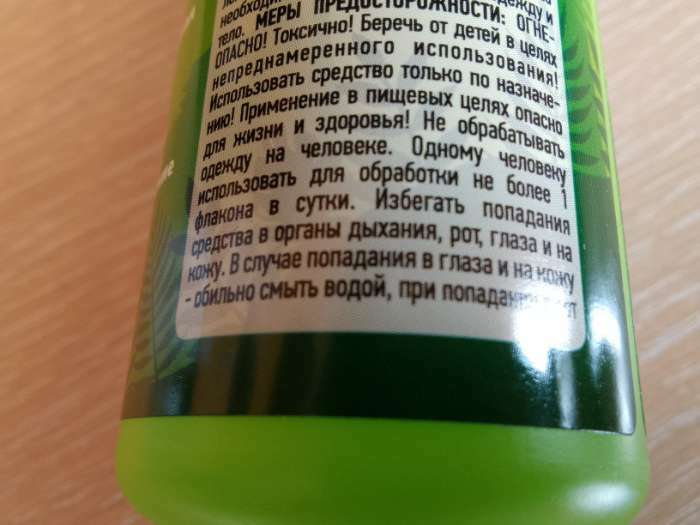 необходи одежду и
тело. МЕРЫ ПРЕДОСТОРОЖНОСТИ: ОГНЕ-
ОПАСНО! Токсично! Беречь от детей в целях
непреднамеренного использования!
Использовать средство только по назначе-
нию! Применение в пищевых целях опасно
для жизни и здоровья! Не обрабатывать
одежду на человеке. Одному человеку
использовать для обработки не более 1
флакона в сутки. Избегать попадания
средства в органы дыхания, рот, глаза и на
кожу. В случае попадания в глаза и на кожу
- обильно смыть водой, при попадании